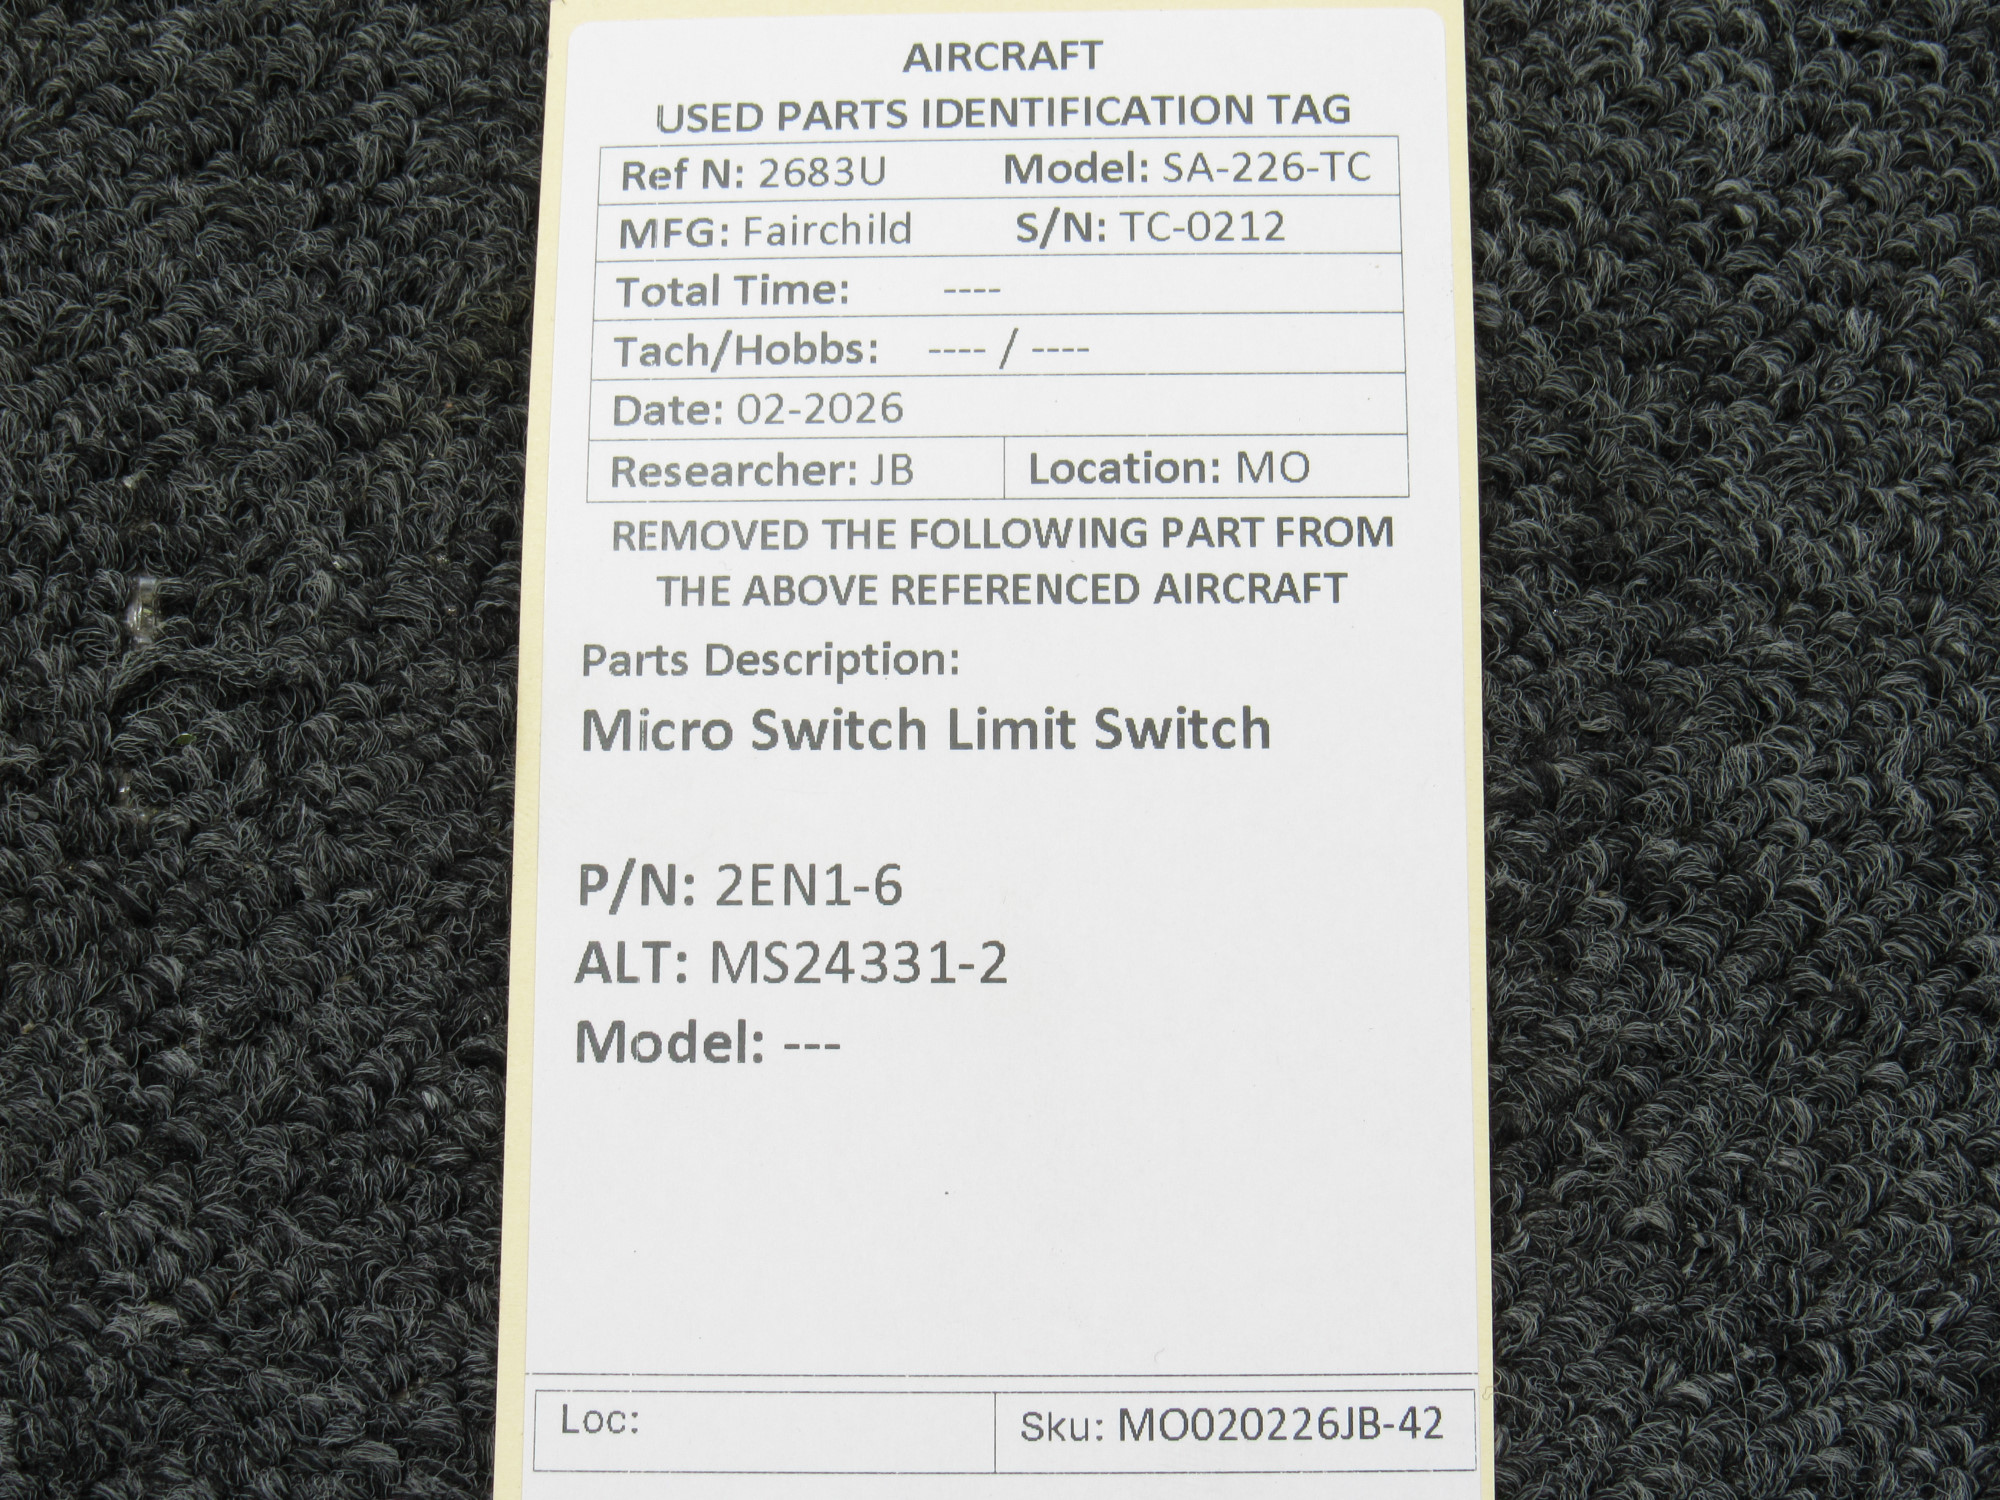 AIRCRAFT
USED PARTS IDENTIFICATION TAG
Ref N: 2683U Model: SA-226-TC
MFG: Fairchild S/N: TC-0212
Total Time: ----
Tach/Hobbs: ---- / ----
Date: 02-2026
Researcher: JB Location: MO
REMOVED THE FOLLOWING PART FROM
THE ABOVE REFERENCED AIRCRAFT
Parts Description:
Micro Switch Limit Switch
P/N: 2EN1-6
ALT: MS24331-2
Model: ---
Loc: Sku: MO020226JB-42